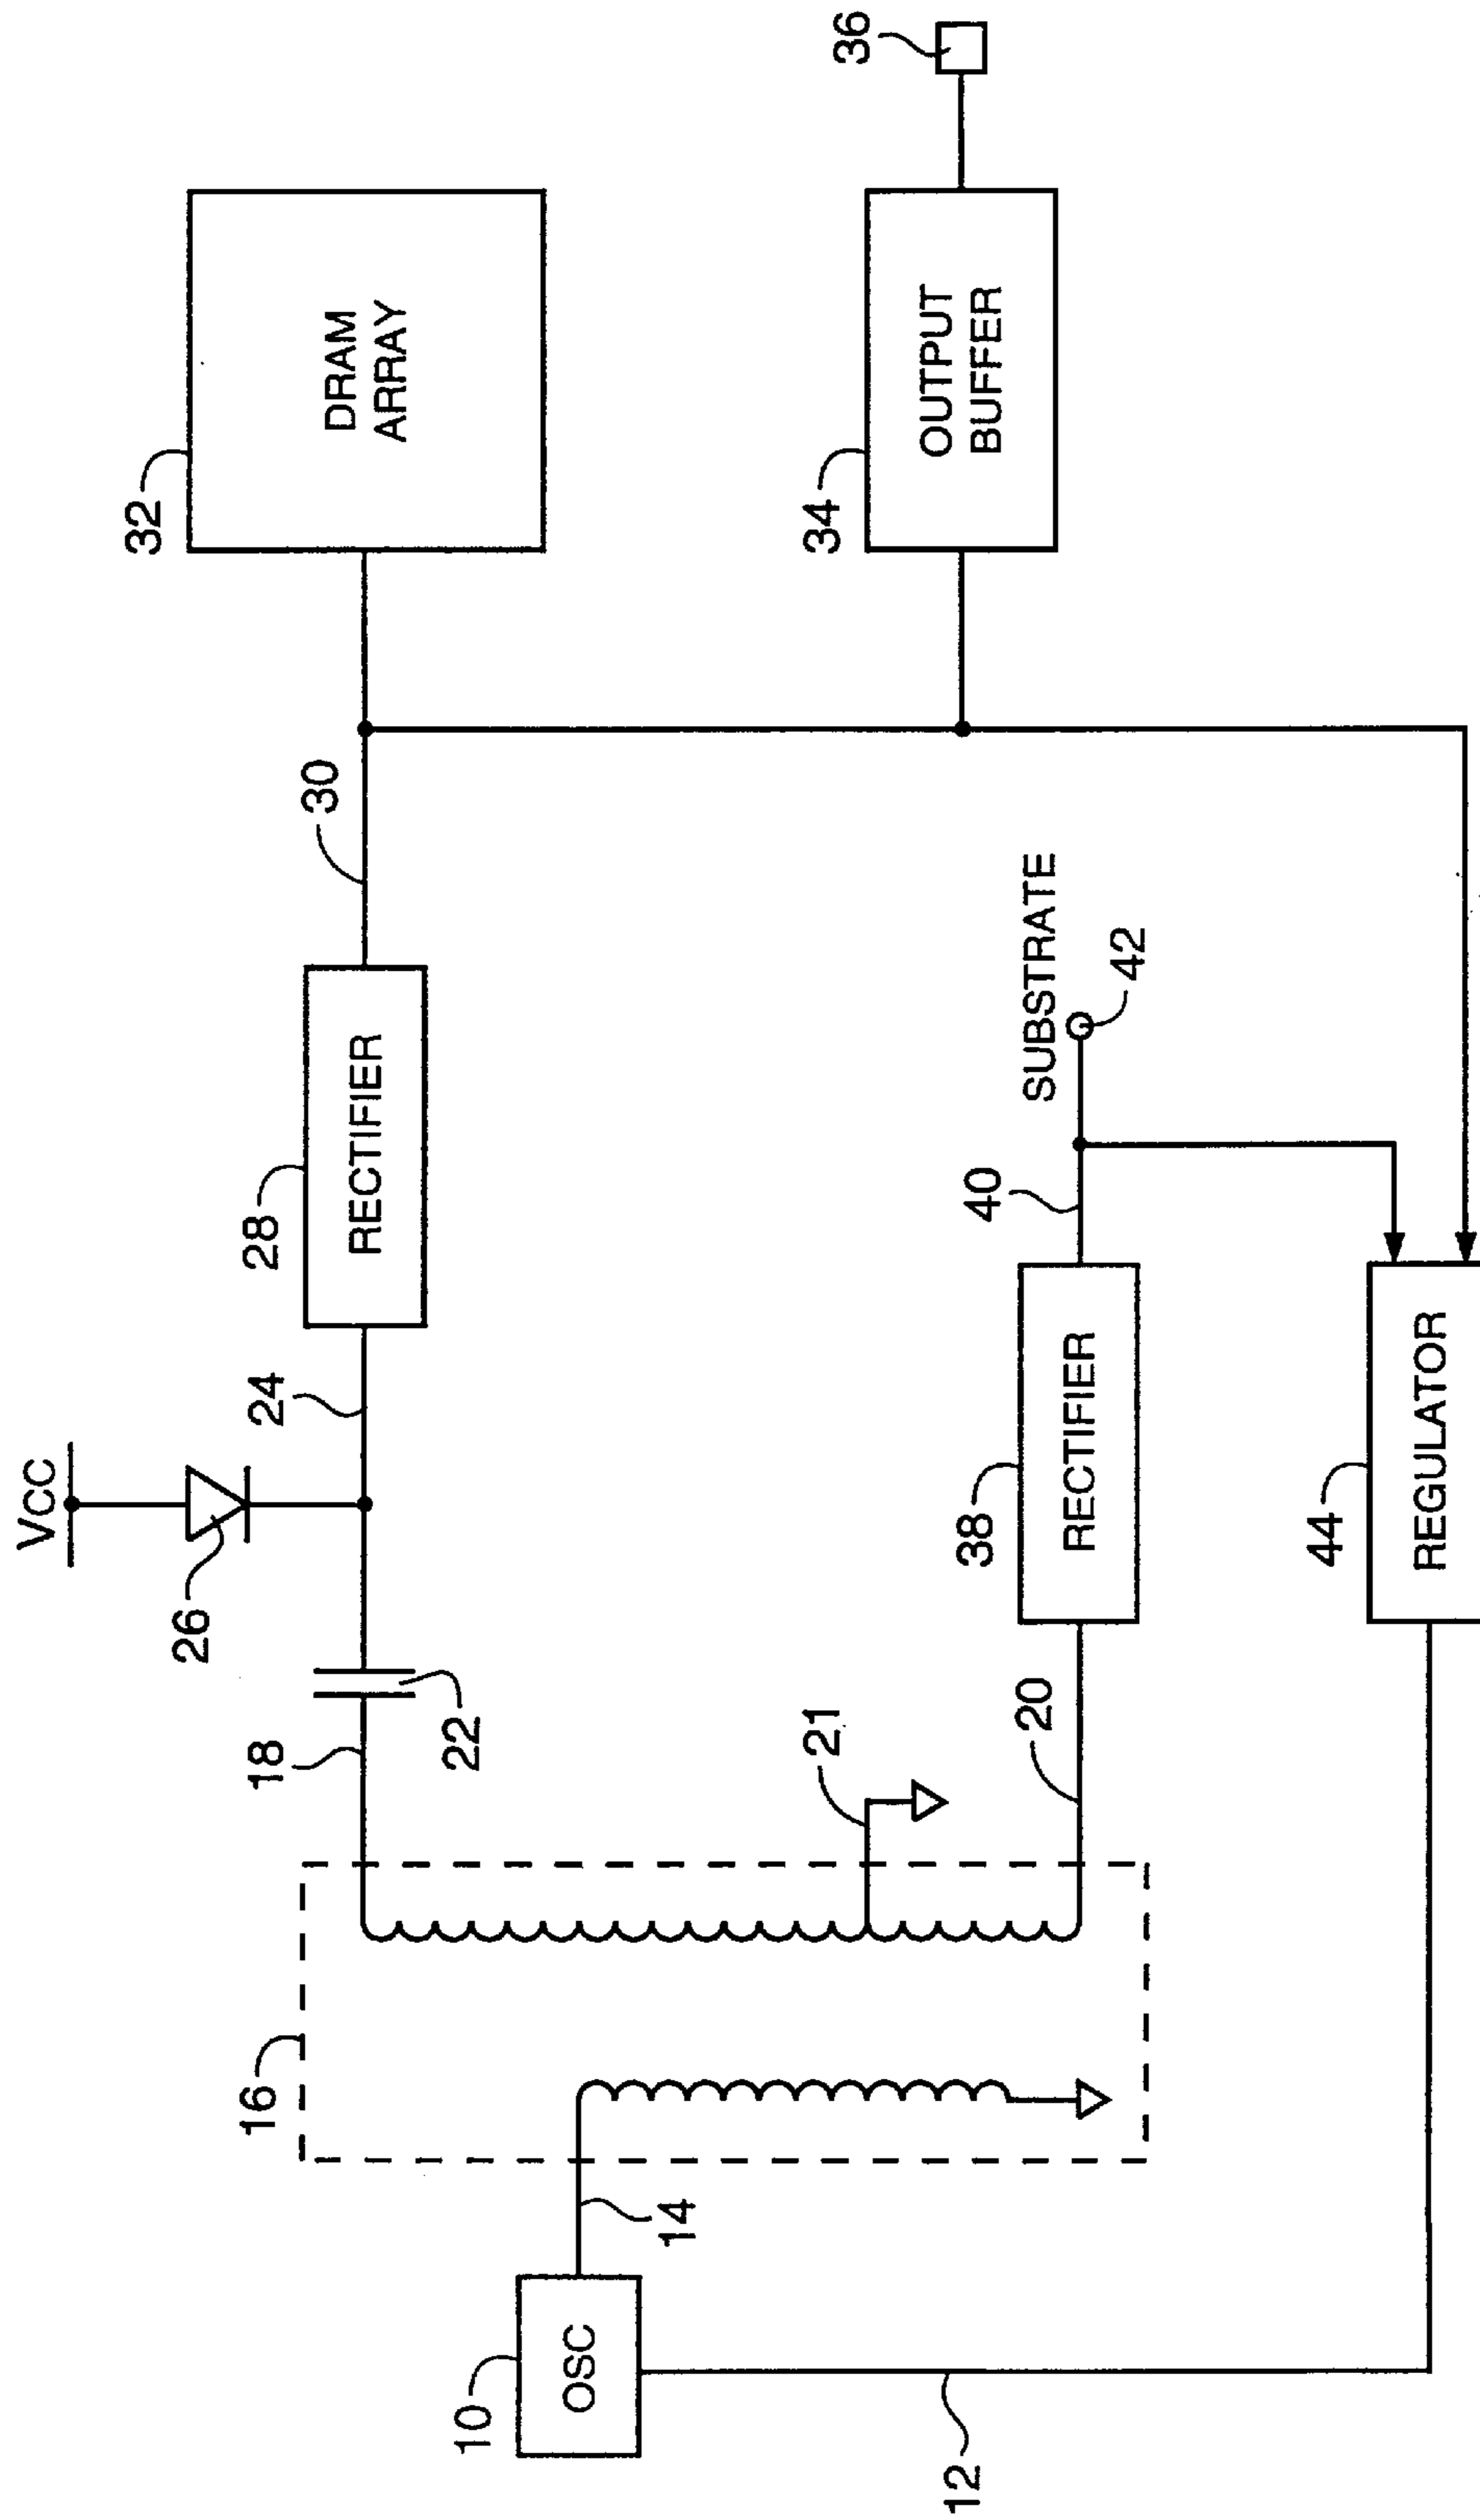 VCC
26
18
22
24
28
RECTIFIER
30
32
DRAM
ARRAY
16
10
OSC
14
21
20
38
RECTIFIER
40
SUBSTRATE
42
34
OUTPUT
BUFFER
36
12
44
REGULATOR